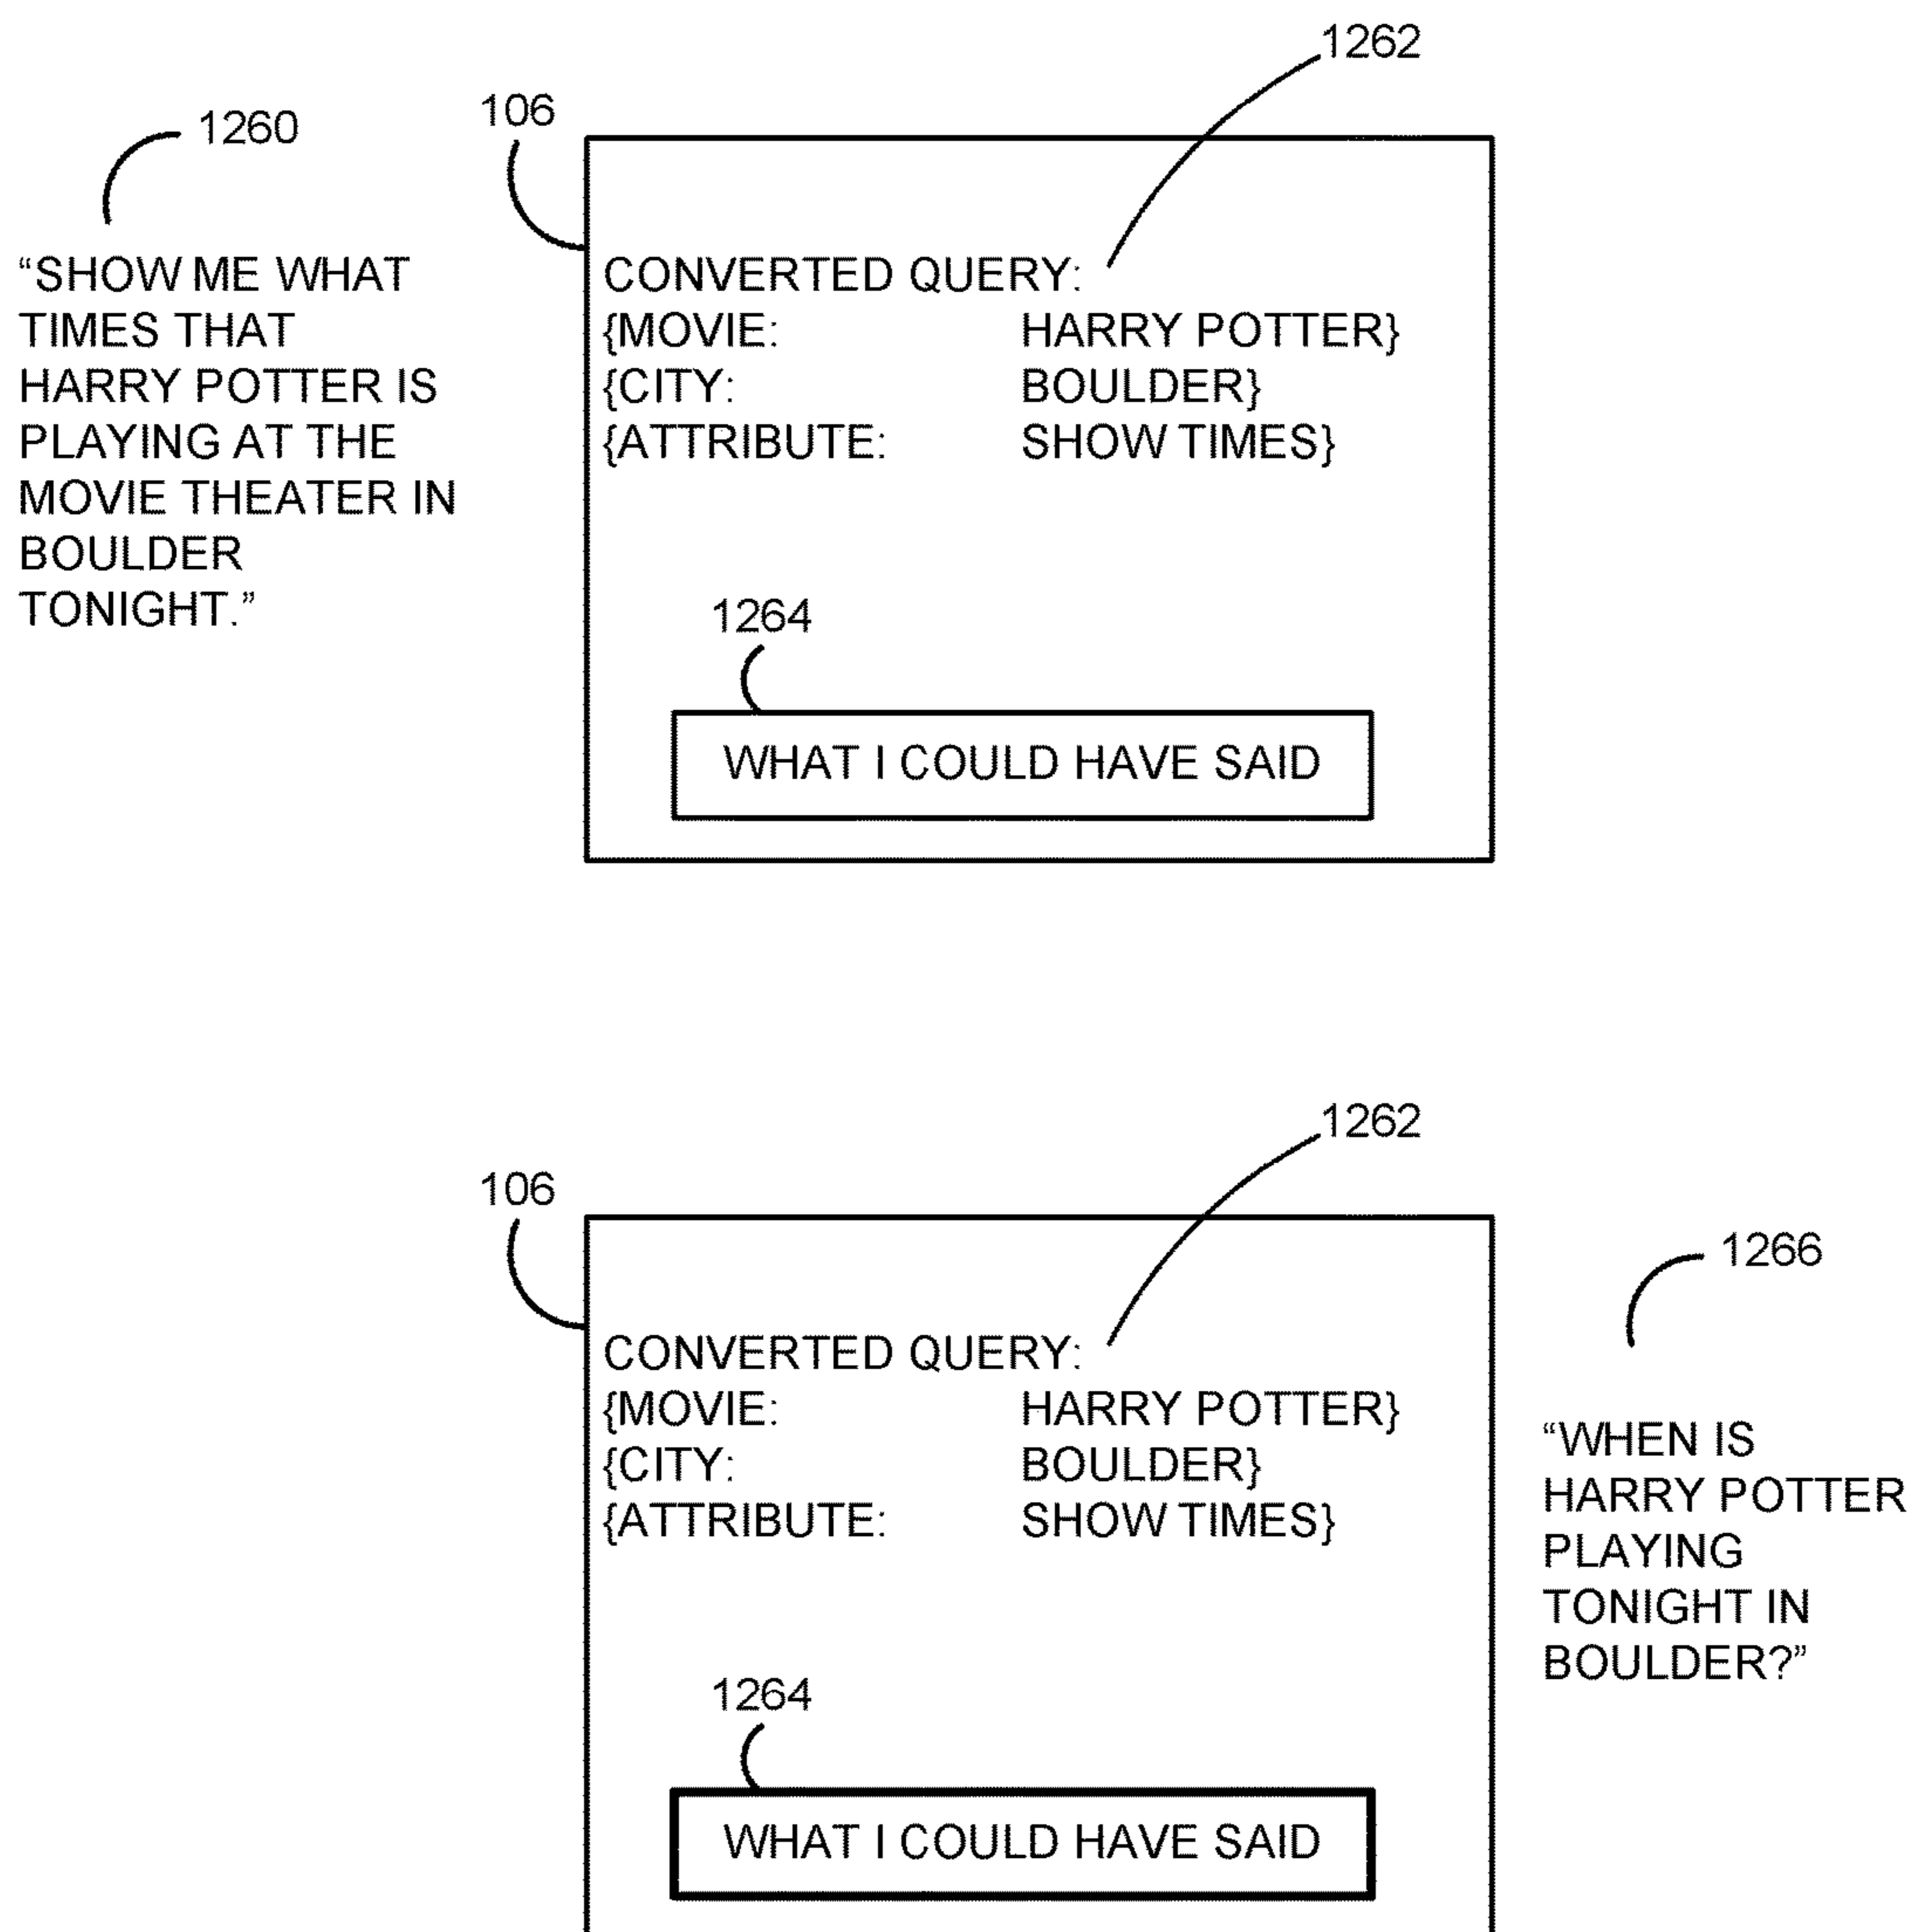 1262
106
1260
“SHOW ME WHAT
TIMES THAT
HARRY POTTER IS
PLAYING AT THE
MOVIE THEATER IN
BOULDER
TONIGHT.”
CONVERTED QUERY:
{MOVIE: HARRY POTTER}
{CITY: BOULDER}
{ATTRIBUTE: SHOW TIMES}
1264
WHAT I COULD HAVE SAID
1262
106
1266
CONVERTED QUERY:
{MOVIE: HARRY POTTER}
{CITY: BOULDER}
{ATTRIBUTE: SHOW TIMES}
“WHEN IS
HARRY POTTER
PLAYING
TONIGHT IN
BOULDER?”
1264
WHAT I COULD HAVE SAID